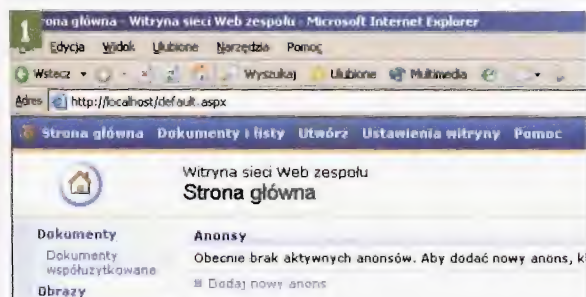 1
rona główna - Witryna sieci Web zespołu - Microsoft Internet Explorer
Edycja Widok Ulubione Narzędzia Pomoc
Wstecz Wyszukaj Ulubione Multimedia
Adres http://localhost/default.aspx
Strona główna Dokumenty i listy Utwórz Ustawienia witryny Pomoc
Witryna sieci Web zespołu
Strona główna
Dokumenty
Anonsy
Dokumenty
współużytkowane
Obecnie brak aktywnych anonsów. Aby dodać nowy anons, k
Dodaj nowy anons
Obrazy